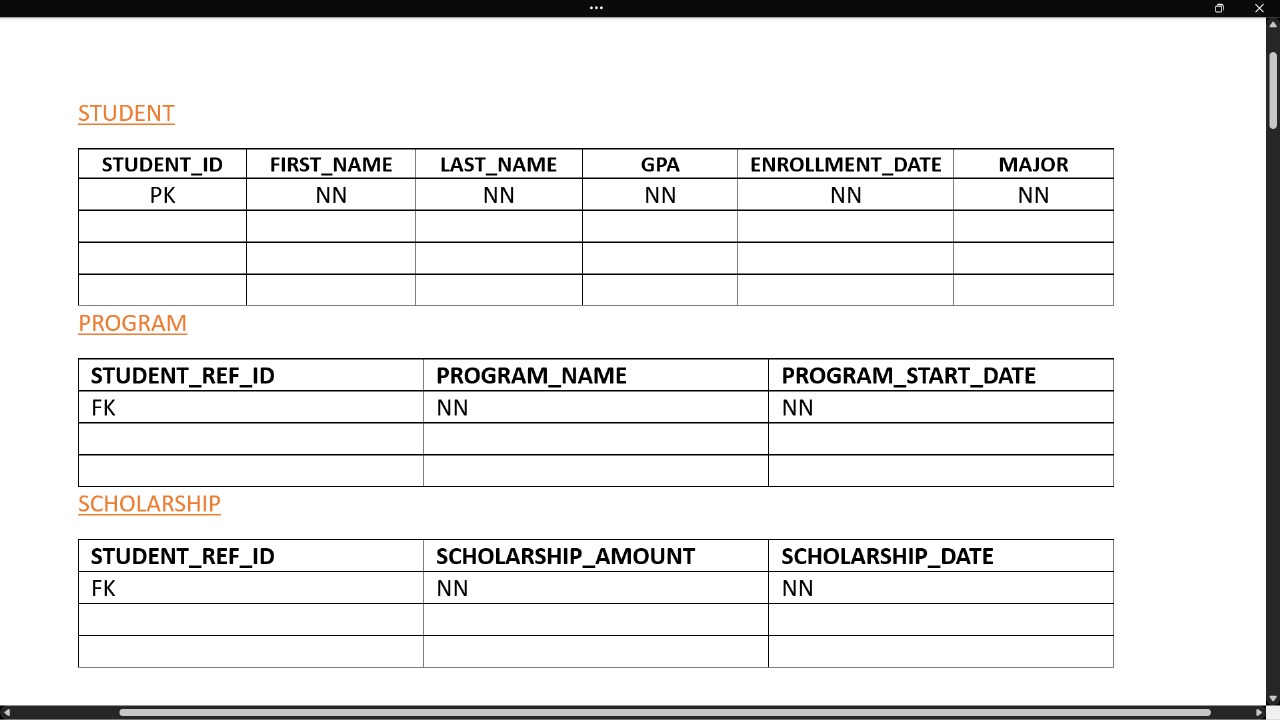 STUDENT
STUDENT_ID FIRST_NAME LAST_NAME GPA ENROLLMENT_DATE MAJOR
PK NN NN NN NN NN
PROGRAM
STUDENT_REF_ID PROGRAM_NAME PROGRAM_START_DATE
FK NN NN
SCHOLARSHIP
STUDENT_REF_ID SCHOLARSHIP_AMOUNT SCHOLARSHIP_DATE
FK NN NN